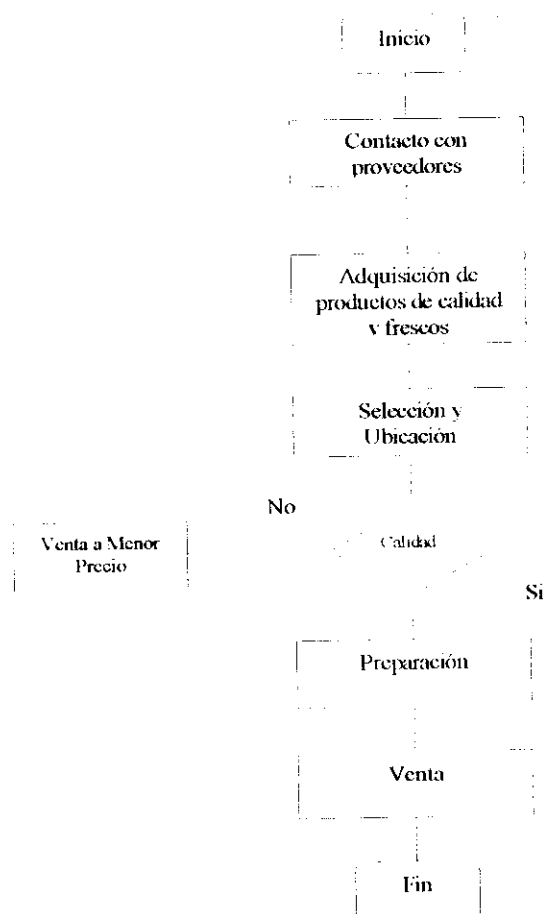 Inicio
Contacto con
proveedores
Adquisición de
productos de calidad
y frescos
Selección y
Ubicación
No
Venta a Menor
Precio
Calidad
Si
Preparación
Venta
Fin